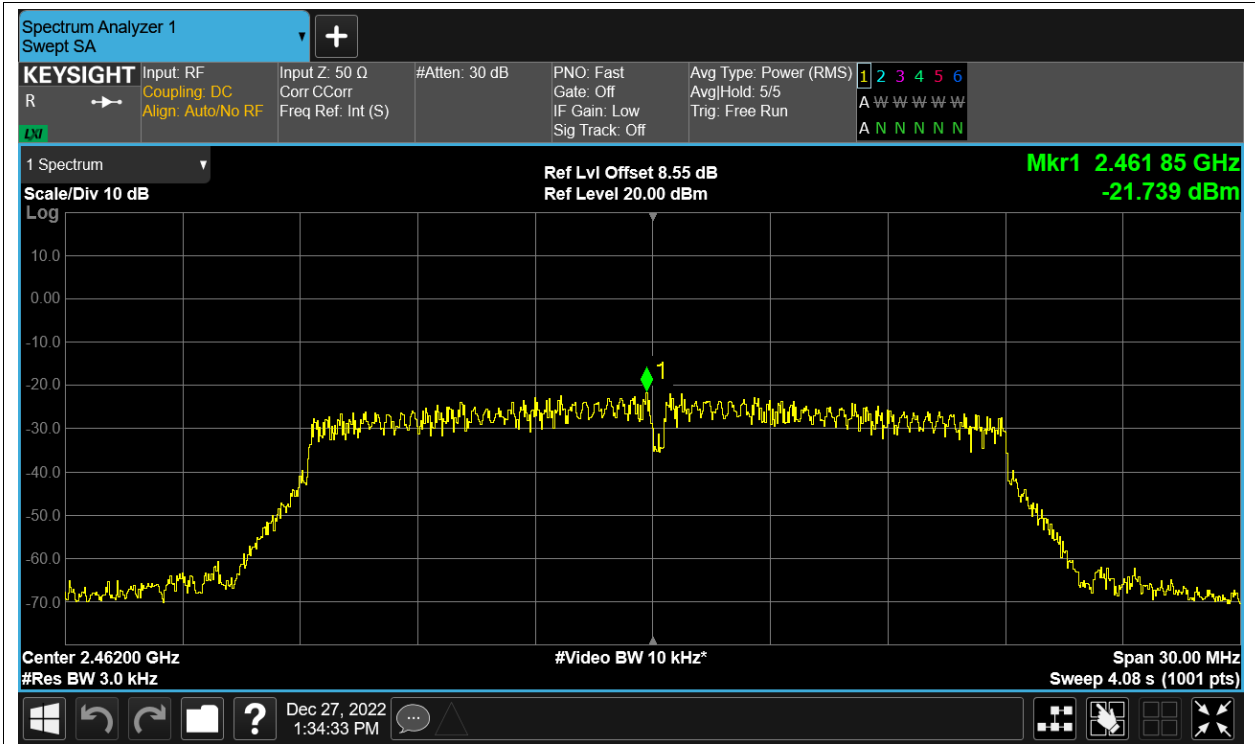 Spectrum Analyzer 1
Swept SA
KEYSIGHT
R
LXI
Input: RF
Coupling: DC
Align: Auto/No RF
Input Z: 50 Ω
Corr CCorr
Freq Ref: Int (S)
#Atten: 30 dB
PNO: Fast
Gate: Off
IF Gain: Low
Sig Track: Off
Avg Type: Power (RMS)
Avg|Hold: 5/5
Trig: Free Run
1 2 3 4 5 6
A W W W W W
A N N N N N
1 Spectrum
Scale/Div 10 dB
Log
Ref Lvl Offset 8.55 dB
Ref Level 20.00 dBm
Mkr1 2.461 85 GHz
-21.739 dBm
10.0
0.00
-10.0
-20.0
-30.0
-40.0
-50.0
-60.0
-70.0
1
Center 2.46200 GHz
#Res BW 3.0 kHz
#Video BW 10 kHz*
Span 30.00 MHz
Sweep 4.08 s (1001 pts)
?
Dec 27, 2022
1:34:33 PM